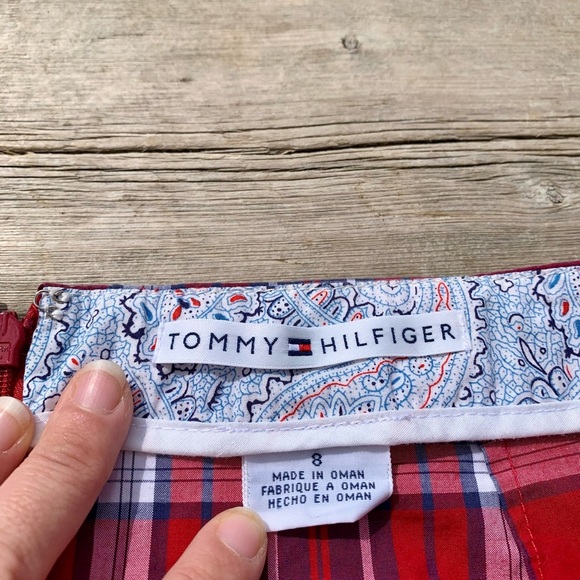 TOMMY HILFIGER
8
MADE IN OMAN
FABRIQUE A OMAN
HECHO EN OMAN